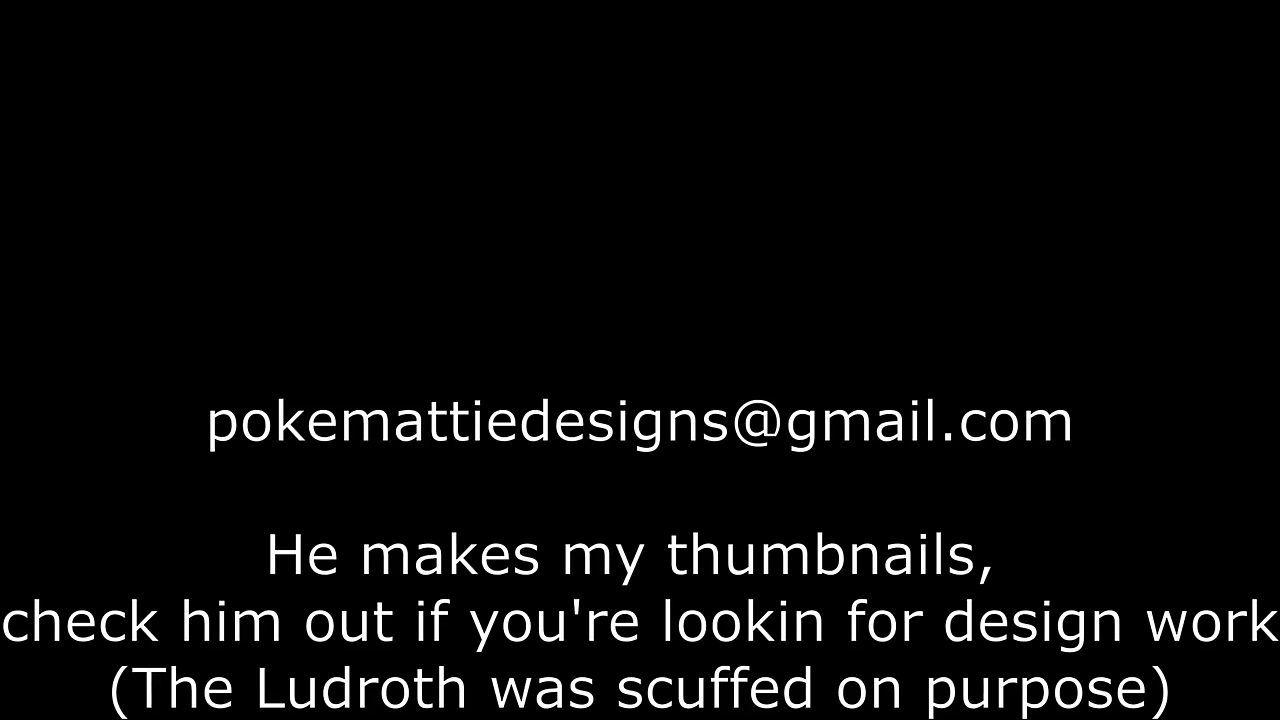 pokemattiedesigns@gmail.com
He makes my thumbnails,
check him out if you're lookin for design work
(The Ludroth was scuffed on purpose)